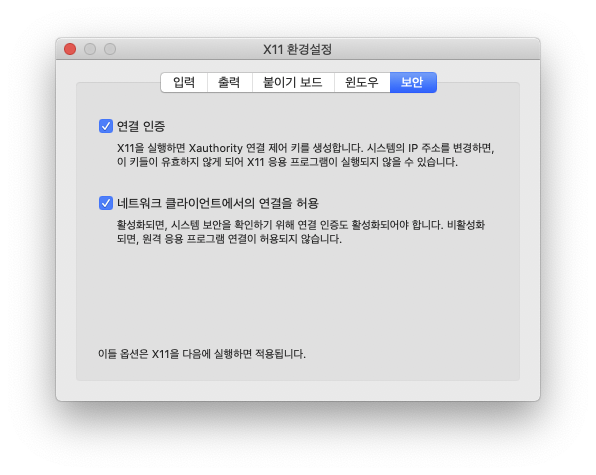 X11 환경설정
입력 출력 붙이기 보드 윈도우 보안
연결 인증
X11을 실행하면 Xauthority 연결 제어 키를 생성합니다. 시스템의 IP 주소를 변경하면,
이 키들이 유효하지 않게 되어 X11 응용 프로그램이 실행되지 않을 수 있습니다.
네트워크 클라이언트에서의 연결을 허용
활성화되면, 시스템 보안을 확인하기 위해 연결 인증도 활성화되어야 합니다. 비활성화
되면, 원격 응용 프로그램 연결이 허용되지 않습니다.
이들 옵션은 X11을 다음에 실행하면 적용됩니다.